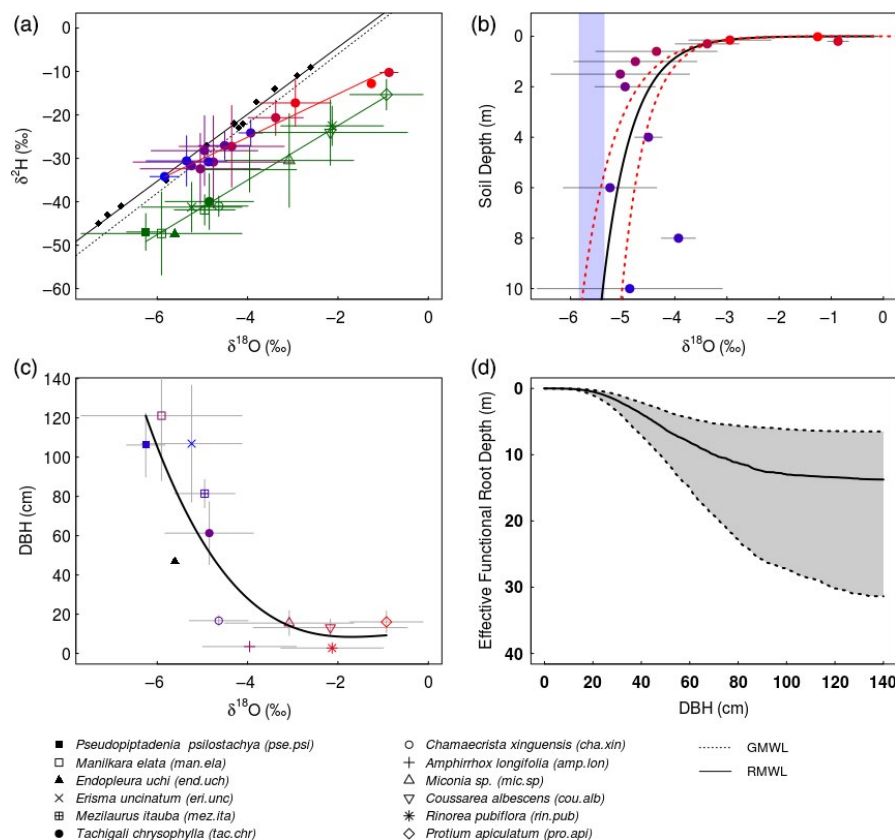 (a)
0
−10
−20
−30
−40
−50
−60
δ²H (‰)
−6
−4
−2
0
δ¹⁸O (‰)
(b)
0
2
4
6
8
10
Soil Depth (m)
−6
−5
−4
−3
−2
−1
0
δ¹⁸O (‰)
(c)
140
120
100
80
60
40
20
0
DBH (cm)
−6
−4
−2
0
δ¹⁸O (‰)
(d)
0
10
20
30
40
Effective Functional Root Depth (m)
0 20 40 60 80 100 120 140
DBH (cm)
Pseudopiptadenia psilostachya (pse.psi)
Manilkara elata (man.ela)
Endopleura uchi (end.uch)
Erisma uncinatum (eri.unc)
Mezilaurus itauba (mez.ita)
Tachigali chrysophylla (tac.chr)
Chamaecrista xinguensis (cha.xin)
Amphirrhox longifolia (amp.lon)
Miconia sp. (mic.sp)
Coussarea albescens (cou.alb)
Rinorea pubiflora (rin.pub)
Protium apiculatum (pro.api)
GMWL
RMWL